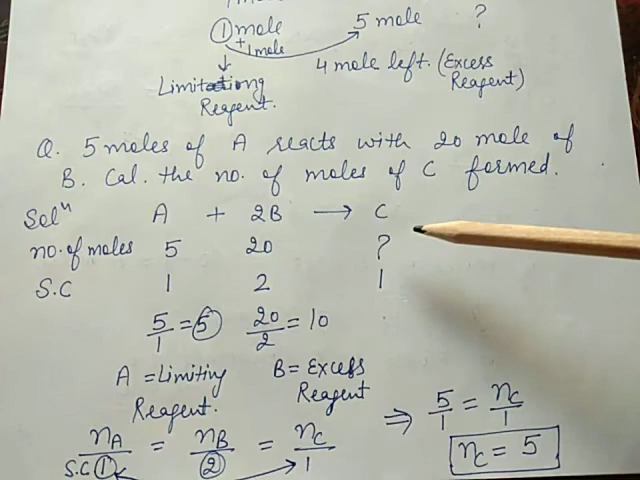 1 mole 5 mole ?
+ 1 mole
↓ 4 mole left. (Excess
Limiting Reagent)
Reagent.
Q. 5 moles of A reacts with 20 mole of
B. Cal. the no. of moles of C formed.
Solⁿ A + 2B → C
no. of moles 5 20 ?
S.C 1 2 1
5/1 = 5 20/2 = 10
A = Limiting B = Excess
Reagent. Reagent
nA/S.C 1 = nB/2 = nC/1 ⇒ 5/1 = nC/1
nC = 5